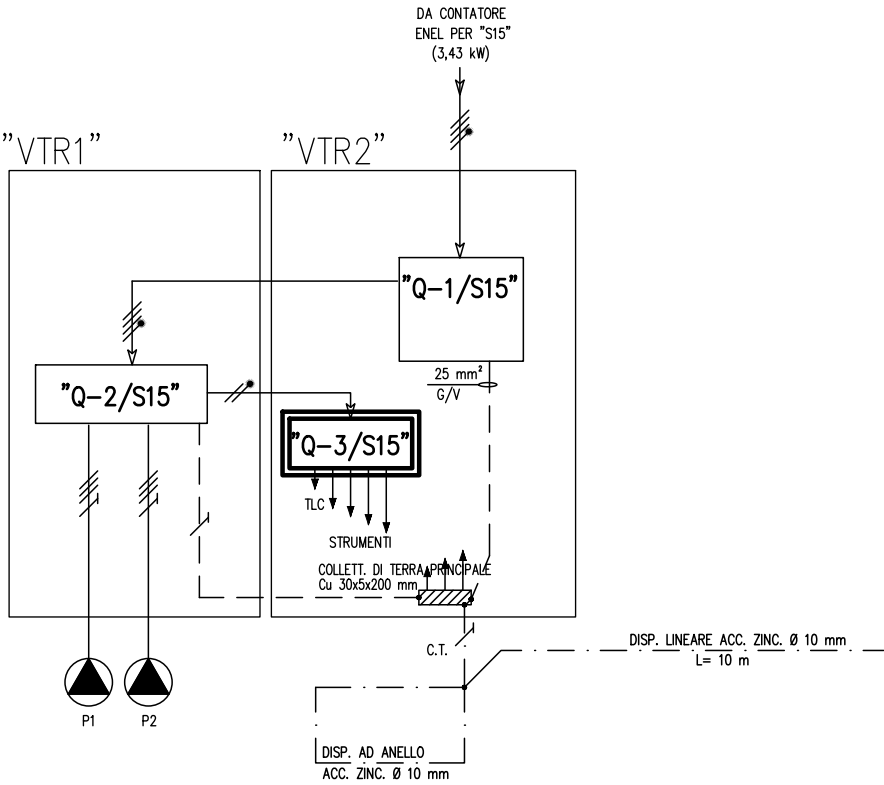 DA CONTATORE
ENEL PER "S15"
(3,43 kW)
"VTR1"
"VTR2"
"Q-1/S15"
25 mm²
G/V
"Q-2/S15"
"Q-3/S15"
TLC
STRUMENTI
COLLETT. DI TERRA PRINCIPALE
Cu 30x5x200 mm
C.T.
DISP. LINEARE ACC. ZINC. Ø 10 mm
L= 10 m
P1
P2
DISP. AD ANELLO
ACC. ZINC. Ø 10 mm